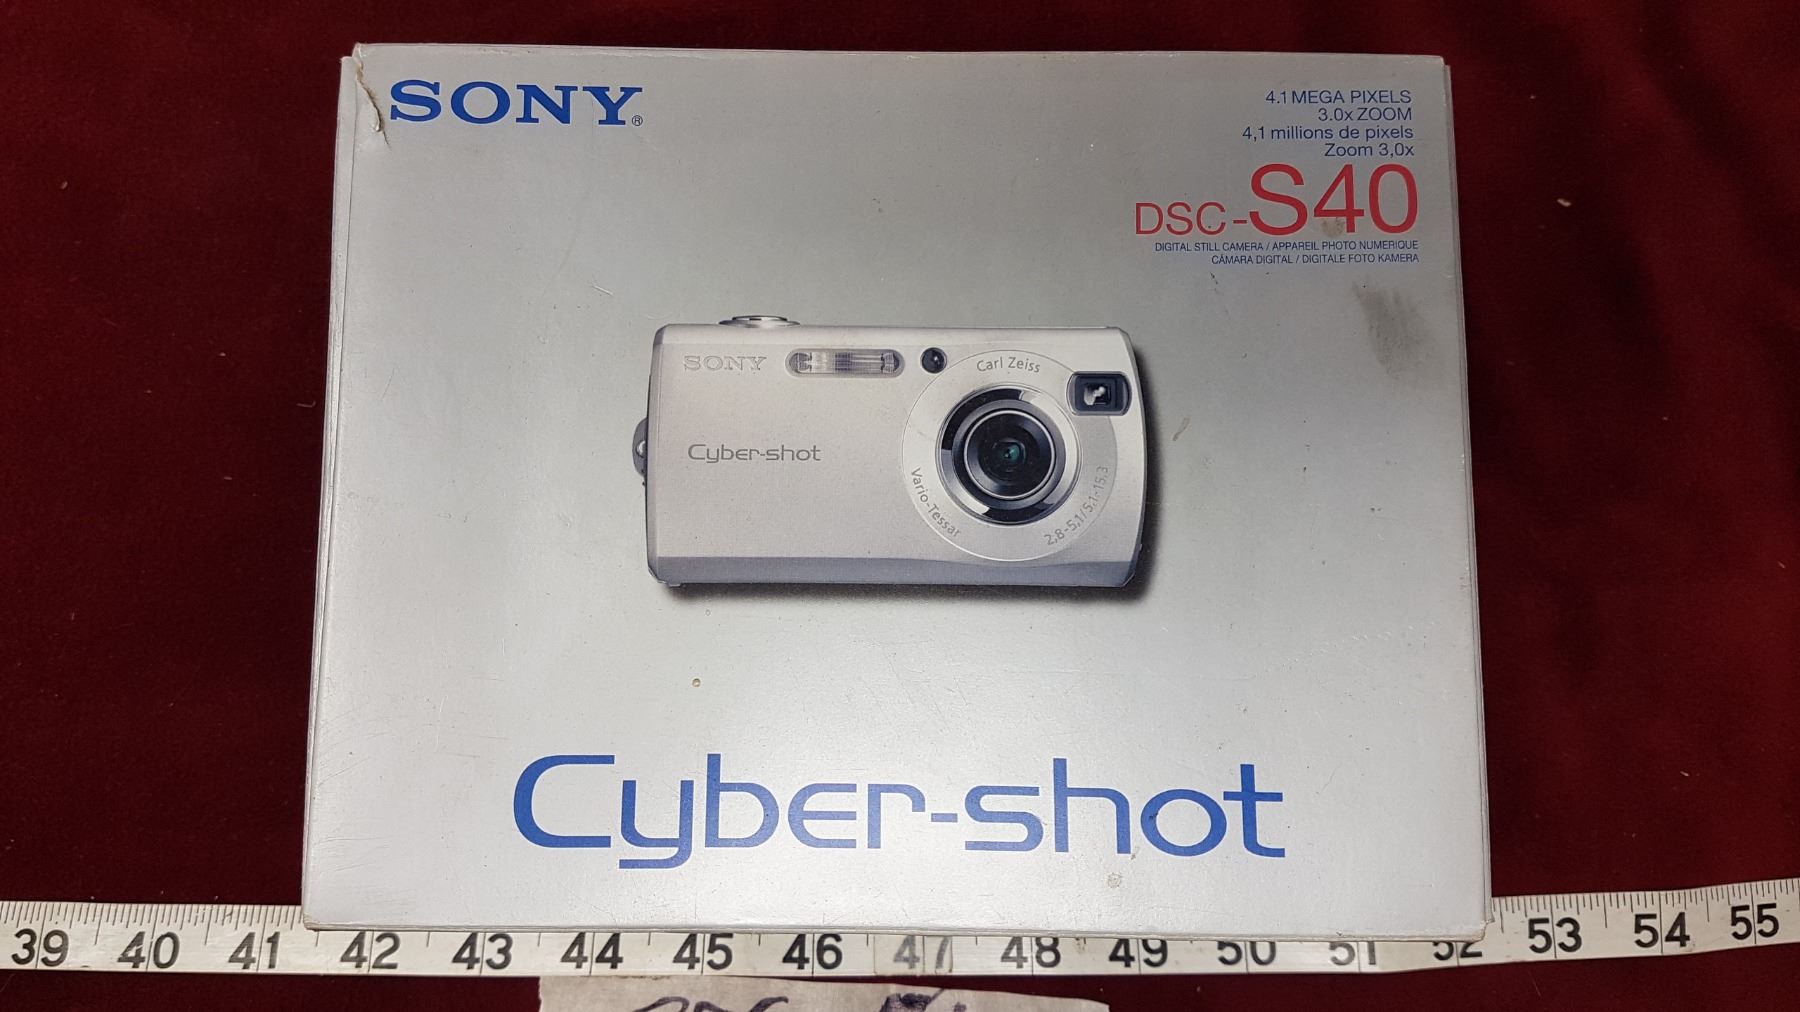 SONY®
4.1 MEGA PIXELS
3.0x ZOOM
4,1 millions de pixels
Zoom 3,0x
DSC-S40
DIGITAL STILL CAMERA / APPAREIL PHOTO NUMERIQUE
CÁMARA DIGITAL / DIGITALE FOTO KAMERA
SONY
Carl Zeiss
Cyber-shot
Vario-Tessar
2,8-5,1/5,1-15,3
Cyber-shot
39 40 41 42 43 44 45 46 47 48 49 50 51 52 53 54 55